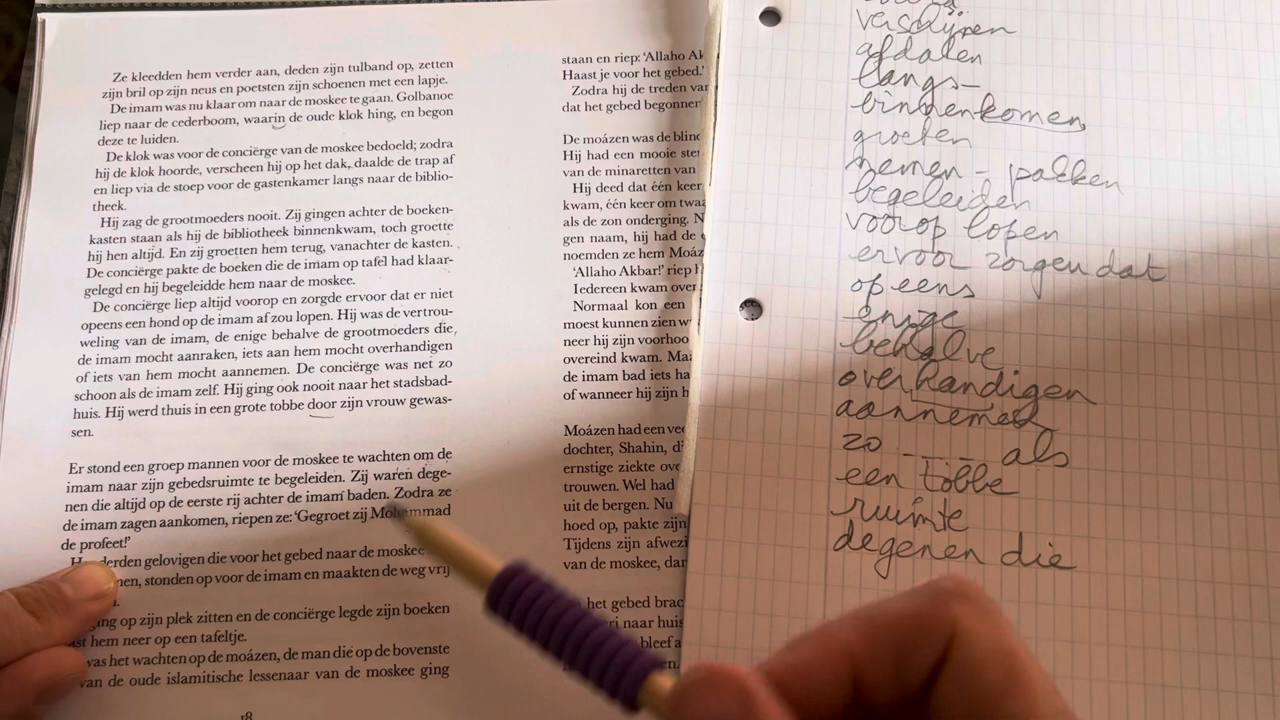 Ze kleedden hem verder aan, deden zijn tulband op, zetten
zijn bril op zijn neus en poetsten zijn schoenen met een lapje.
De imam was nu klaar om naar de moskee te gaan. Golbanoe
liep naar de cederboom, waarin de oude klok hing, en begon
deze te luiden.
De klok was voor de conciërge van de moskee bedoeld; zodra
hij de klok hoorde, verscheen hij op het dak, daalde de trap af
en liep via de stoep voor de gastenkamer langs naar de biblio-
theek.
Hij zag de grootmoeders nooit. Zij gingen achter de boeken-
kasten staan als hij de bibliotheek binnenkwam, toch groette
hij hen altijd. En zij groetten hem terug, vanachter de kasten.
De conciërge pakte de boeken die de imam op tafel had klaar-
gelegd en hij begeleidde hem naar de moskee.
De conciërge liep altijd voorop en zorgde ervoor dat er niet
opeens een hond op de imam af zou lopen. Hij was de vertrou-
weling van de imam, de enige behalve de grootmoeders die
de imam mocht aanraken, iets aan hem mocht overhandigen
of iets van hem mocht aannemen. De conciërge was net zo
schoon als de imam zelf. Hij ging ook nooit naar het stadsbad-
huis. Hij werd thuis in een grote tobbe door zijn vrouw gewas-
sen.
Er stond een groep mannen voor de moskee te wachten om de
imam naar zijn gebedsruimte te begeleiden. Zij waren dege-
nen die altijd op de eerste rij achter de imam baden. Zodra ze
de imam zagen aankomen, riepen ze: 'Gegroet zij Mohammad
de profeet!'
gelovigen die voor het gebed naar de moskee
stonden op voor de imam en maakten de weg vrij
op zijn plek zitten en de conciërge legde zijn boeken
hem neer op een tafeltje.
was het wachten op de moázen, de man die op de bovenste
van de oude islamitische lessenaar van de moskee ging
18
staan en riep: 'Allaho
Haast je voor het gebed.'
Zodra hij de treden
dat het gebed begonnen
De moázen was de
Hij had een mooie
van de minaretten van
Hij deed dat één keer
kwam, één keer om
als de zon onderging.
gen naam, hij had de
noemden ze hem
'Allaho Akbar!' riep
Iedereen kwam
Normaal kon een
moest kunnen zien
neer hij zijn
overeind kwam.
de imam bad iets
of wanneer hij zijn
Moázen had een
dochter, Shahin,
ernstige ziekte
trouwen. Wel had
uit de bergen. Nu
hoed op, pakte zijn
Tijdens zijn
van de moskee,
het gebed
naar huis
bleef
verschijnen
afdalen
langs-
binnenkomen
groeten
nemen - pakken
begeleiden
voorop lopen
ervoor zorgen dat
opeens
enige
behalve
overhandigen
aannemen
zo ---- als
een tobbe
ruimte
degenen die